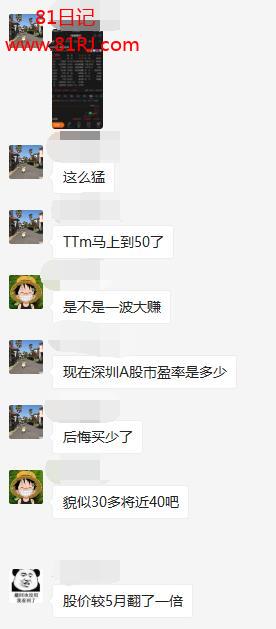 81日记
www.81RJ.com
这么猛
TTm马上到50了
是不是一波大赚
现在深圳A股市盈率是多少
后悔买少了
貌似30多将近40吧
股价较5月翻了一倍